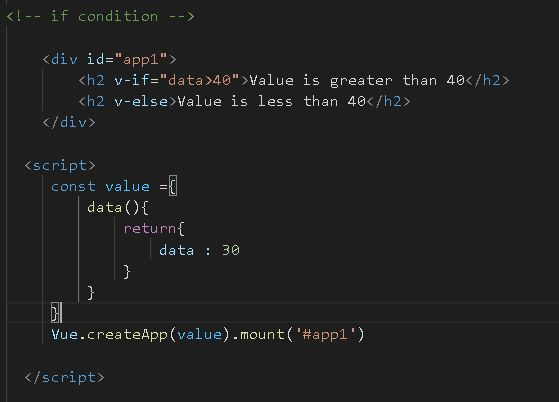 <!-- if condition -->
<div id="app1">
<h2 v-if="data>40">Value is greater than 40</h2>
<h2 v-else>Value is less than 40</h2>
</div>
<script>
const value ={
data(){
return{
data : 30
}
}
}
Vue.createApp(value).mount('#app1')
</script>